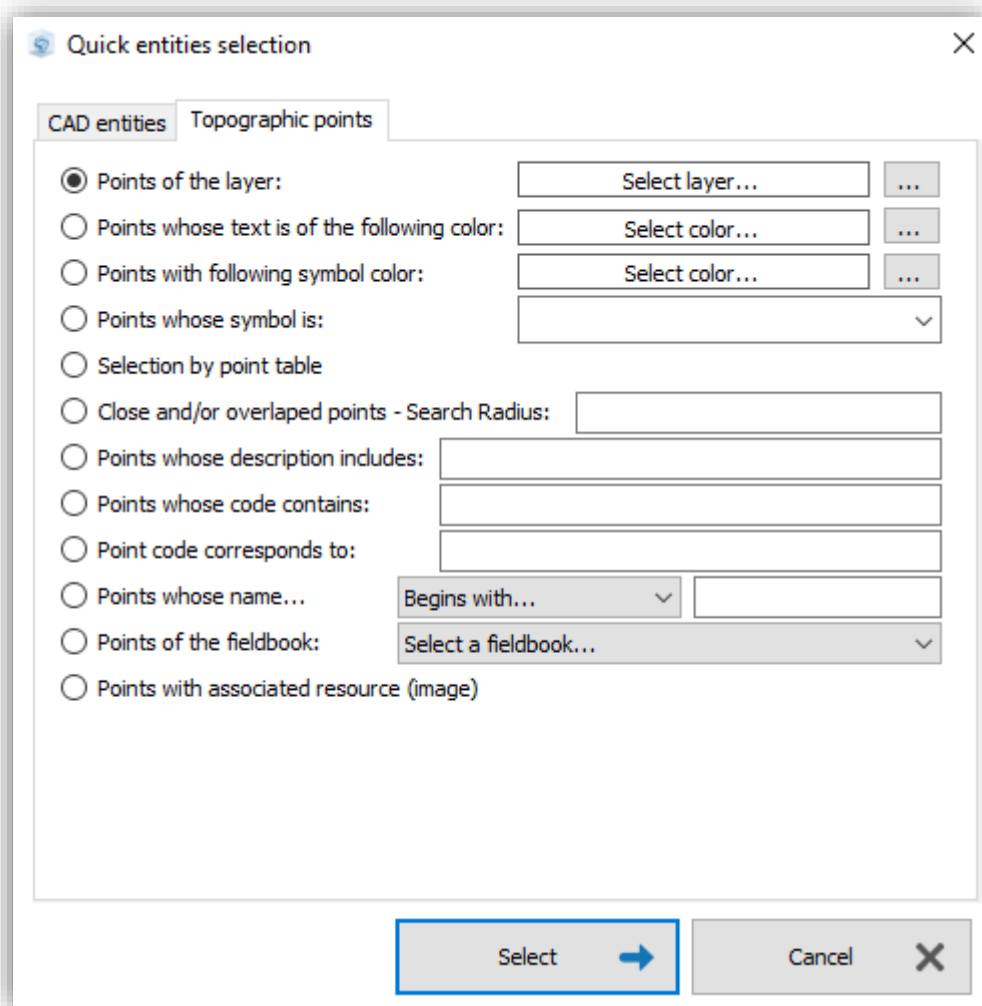 Quick entities selection
CAD entities Topographic points
Points of the layer: Select layer... ...
Points whose text is of the following color: Select color... ...
Points with following symbol color: Select color... ...
Points whose symbol is:
Selection by point table
Close and/or overlaped points - Search Radius:
Points whose description includes:
Points whose code contains:
Point code corresponds to:
Points whose name... Begins with...
Points of the fieldbook: Select a fieldbook...
Points with associated resource (image)
Select Cancel